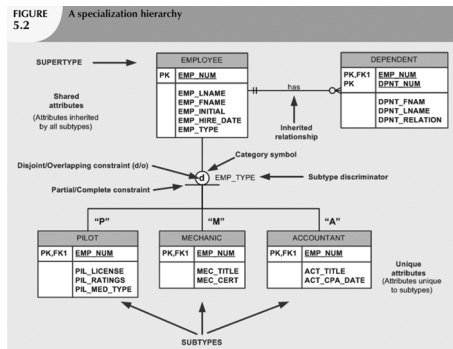 FIGURE
5.2
A specialization hierarchy
SUPERTYPE
EMPLOYEE
PK EMP_NUM
EMP_LNAME
EMP_FNAME
EMP_INITIAL
EMP_HIRE_DATE
EMP_TYPE
has
DEPENDENT
PK,FK1 EMP_NUM
PK DPNT_NUM
DPNT_FNAM
DPNT_LNAME
DPNT_RELATION
Shared
attributes
(Attributes inherited
by all subtypes)
Inherited
relationship
Category symbol
Disjoint/Overlapping constraint (d/o)
d
EMP_TYPE
Subtype discriminator
Partial/Complete constraint
"P"
"M"
"A"
PILOT
PK,FK1 EMP_NUM
PIL_LICENSE
PIL_RATINGS
PIL_MED_TYPE
MECHANIC
PK,FK1 EMP_NUM
MEC_TITLE
MEC_CERT
ACCOUNTANT
PK,FK1 EMP_NUM
ACT_TITLE
ACT_CPA_DATE
Unique
attributes
(Attributes unique
to subtypes)
SUBTYPES